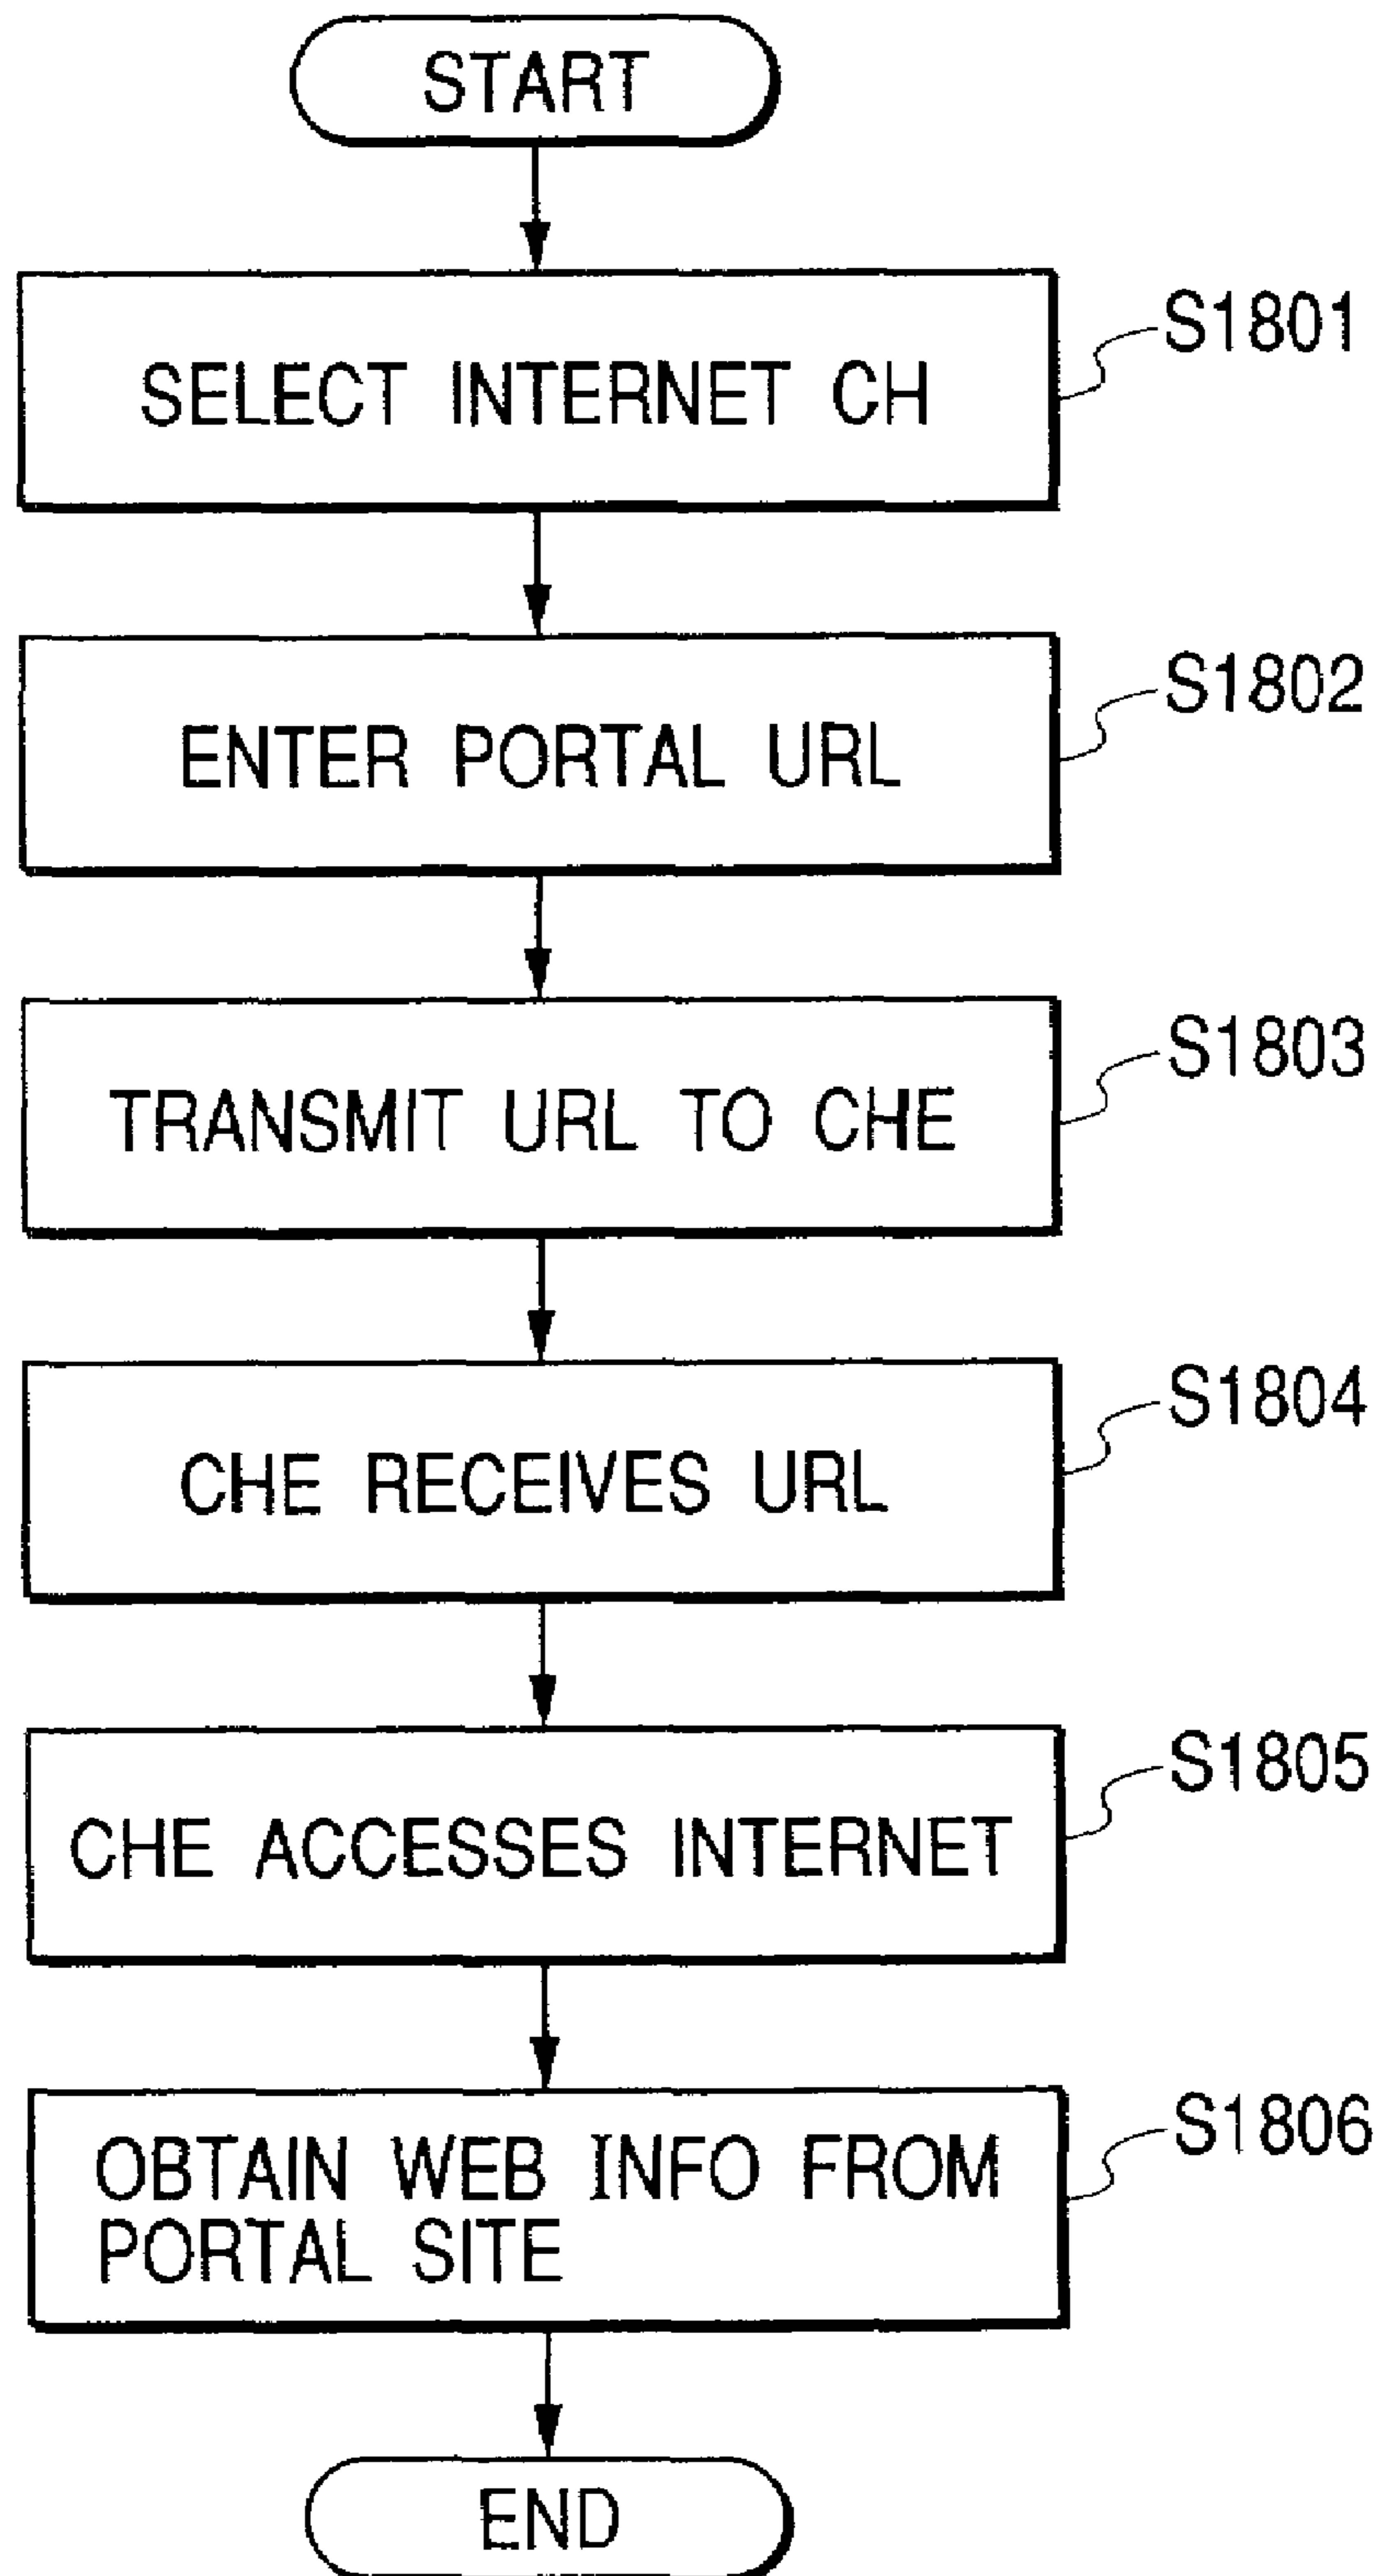 START
SELECT INTERNET CH
S1801
ENTER PORTAL URL
S1802
TRANSMIT URL TO CHE
S1803
CHE RECEIVES URL
S1804
CHE ACCESSES INTERNET
S1805
OBTAIN WEB INFO FROM
PORTAL SITE
S1806
END